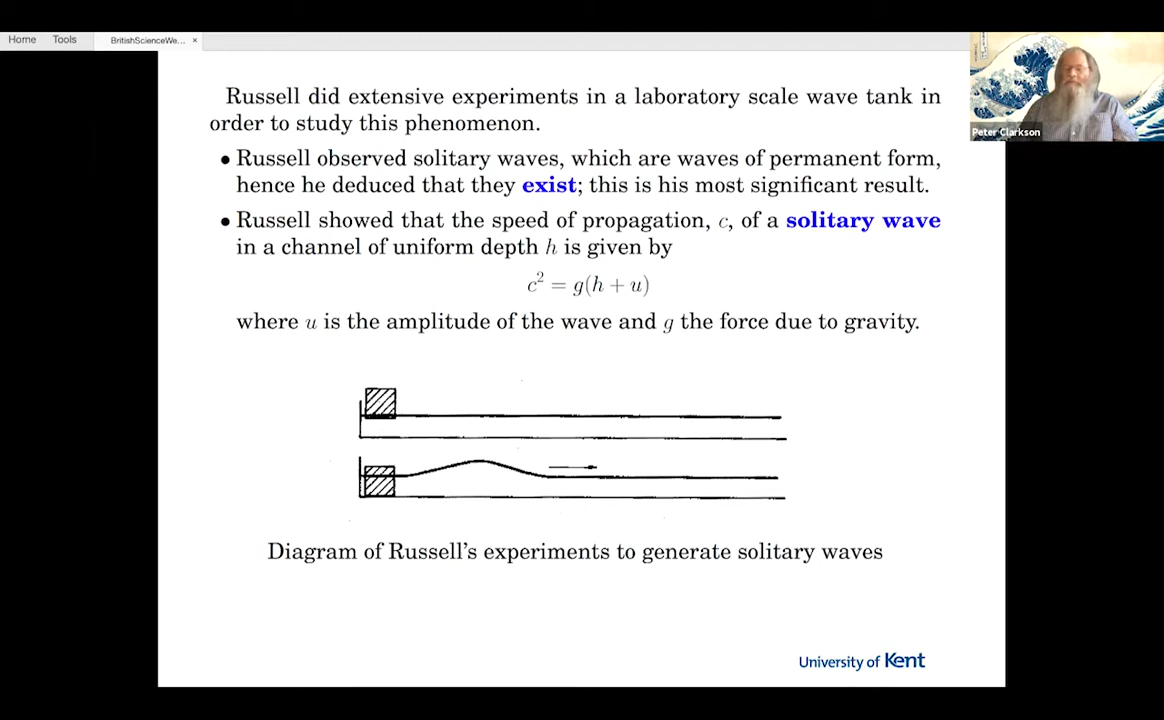 Home Tools BritishScienceWe... ×
Russell did extensive experiments in a laboratory scale wave tank in
order to study this phenomenon.
• Russell observed solitary waves, which are waves of permanent form,
hence he deduced that they exist; this is his most significant result.
• Russell showed that the speed of propagation, c, of a solitary wave
in a channel of uniform depth h is given by
c² = g(h + u)
where u is the amplitude of the wave and g the force due to gravity.
Diagram of Russell's experiments to generate solitary waves
University of Kent
Peter Clarkson